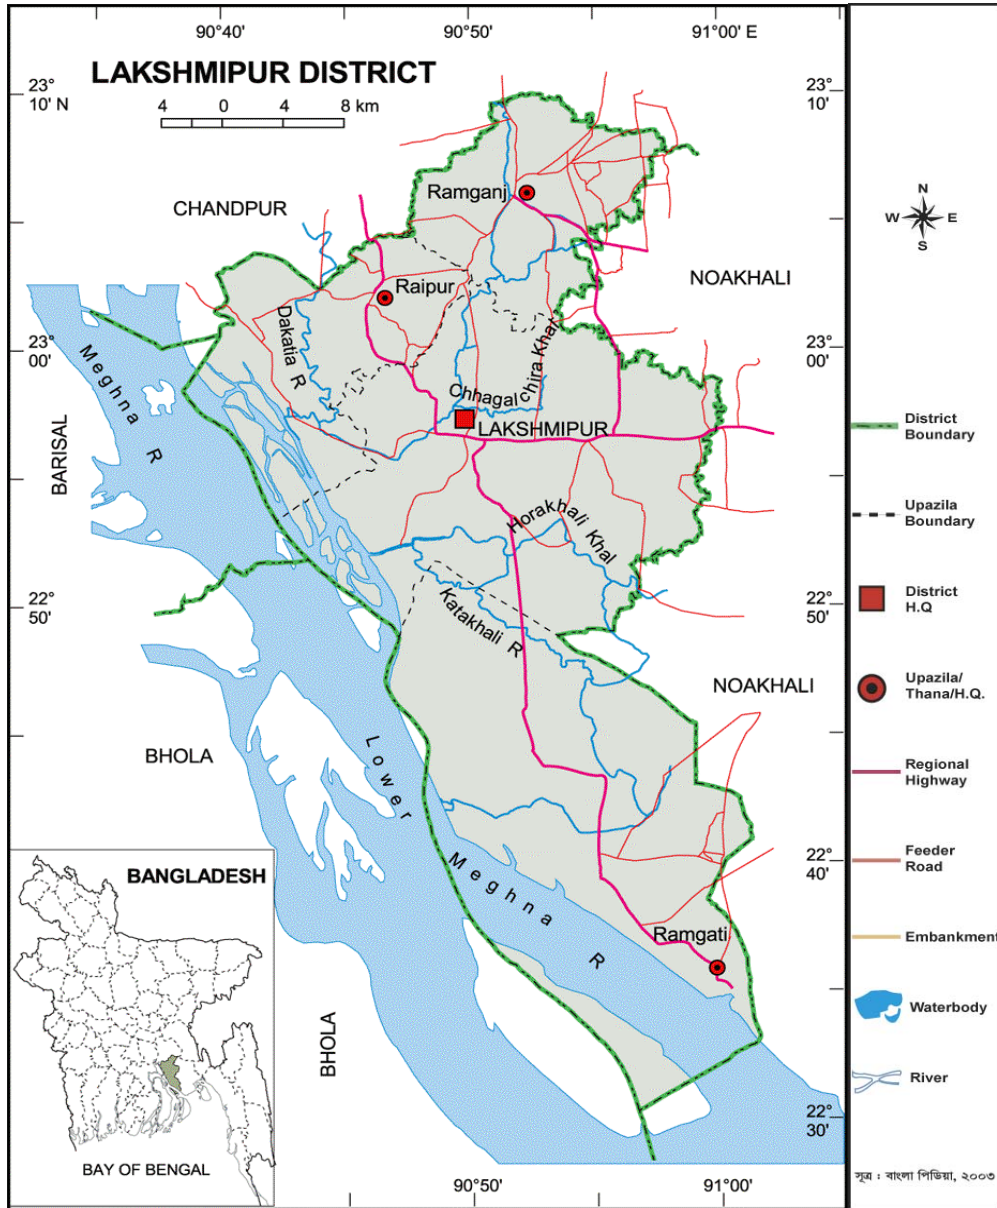 90°40'
90°50'
91°00' E
LAKSHMIPUR DISTRICT
23°
10' N
23°
10'
4 0 4 8 km
Ramganj
CHANDPUR
N
W E
S
NOAKHALI
Raipur
Dakatia R
23°
00'
23°
00'
Meghna R
Chhagal chira Khal
LAKSHMIPUR
BARISAL
District
Boundary
Horakhali Khal
Upazila
Boundary
22°
50'
22°
50'
Katakhali R
District
H.Q
NOAKHALI
Upazila/
Thana/H.Q.
BHOLA
Lower Meghna R
Regional
Highway
22°
40'
Feeder
Road
BANGLADESH
Ramgati
Embankment
BHOLA
Waterbody
River
22°
30'
BAY OF BENGAL
সূত্র : বাংলা পিডিয়া, ২০০৩
90°50'
91°00'